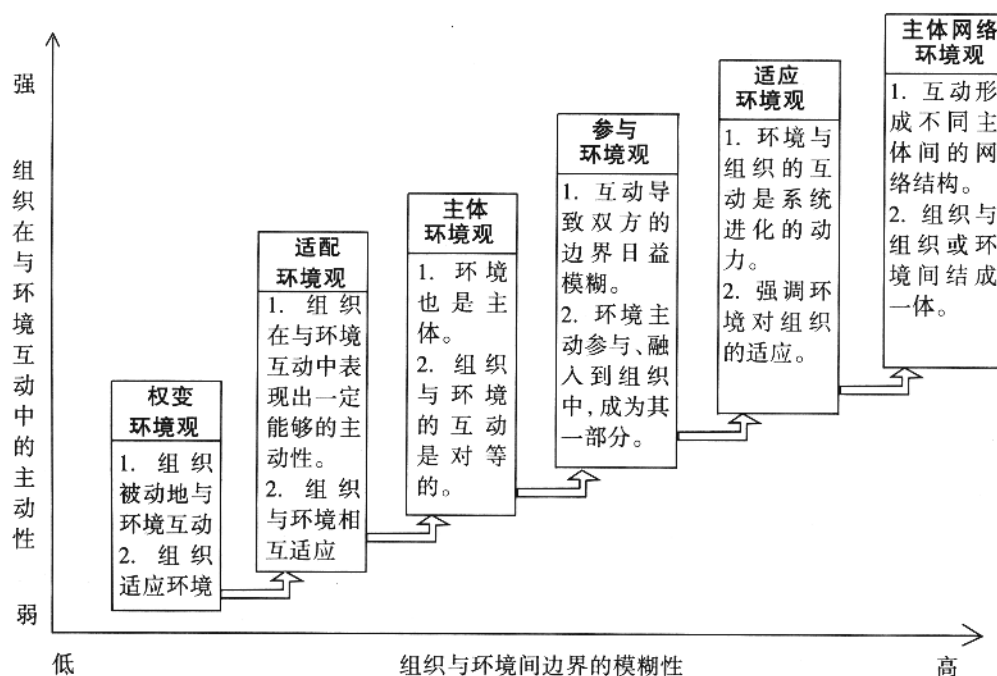 强
组织在与环境互动中的主动性
弱
权变
环境观
1. 组织
被动地与
环境互动
2. 组织
适应环境
适配
环境观
1. 组织
在与环境
互动中表
现出一定
能够的主
动性。
2. 组织
与环境相
互适应
主体
环境观
1. 环境
也是主
体。
2. 组织
与环境
的互动
是对等
的。
参与
环境观
1. 互动导
致双方的
边界日益
模糊。
2. 环境主
动参与、融
入到组织
中,成为其
一部分。
适应
环境观
1. 环境与
组织的互
动是系统
进化的动
力。
2. 强调环
境对组织
的适应。
主体网络
环境观
1. 互动形
成不同主
体间的网
络结构。
2. 组织与
组织或环
境间结成
一体。
低
组织与环境间边界的模糊性
高